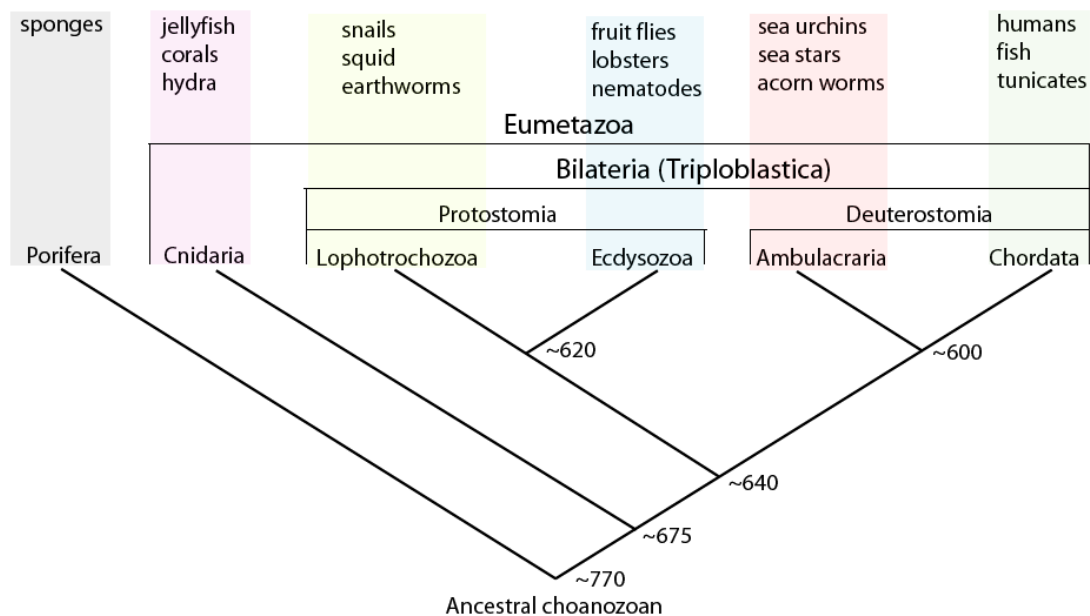 sponges
jellyfish
corals
hydra
snails
squid
earthworms
fruit flies
lobsters
nematodes
sea urchins
sea stars
acorn worms
humans
fish
tunicates
Eumetazoa
Bilateria (Triploblastica)
Protostomia
Deuterostomia
Porifera
Cnidaria
Lophotrochozoa
Ecdysozoa
Ambulacraria
Chordata
~620
~600
~640
~675
~770
Ancestral choanozoan